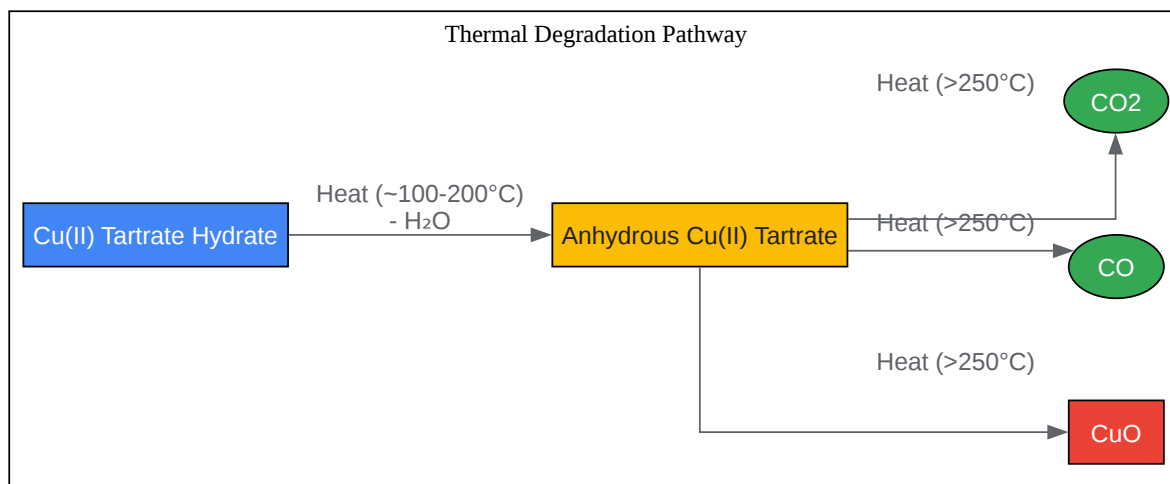 Thermal Degradation Pathway
Heat (>250°C)
CO2
Heat (~100-200°C)
- H₂O
Cu(II) Tartrate Hydrate
Anhydrous Cu(II) Tartrate
Heat (>250°C)
CO
Heat (>250°C)
CuO